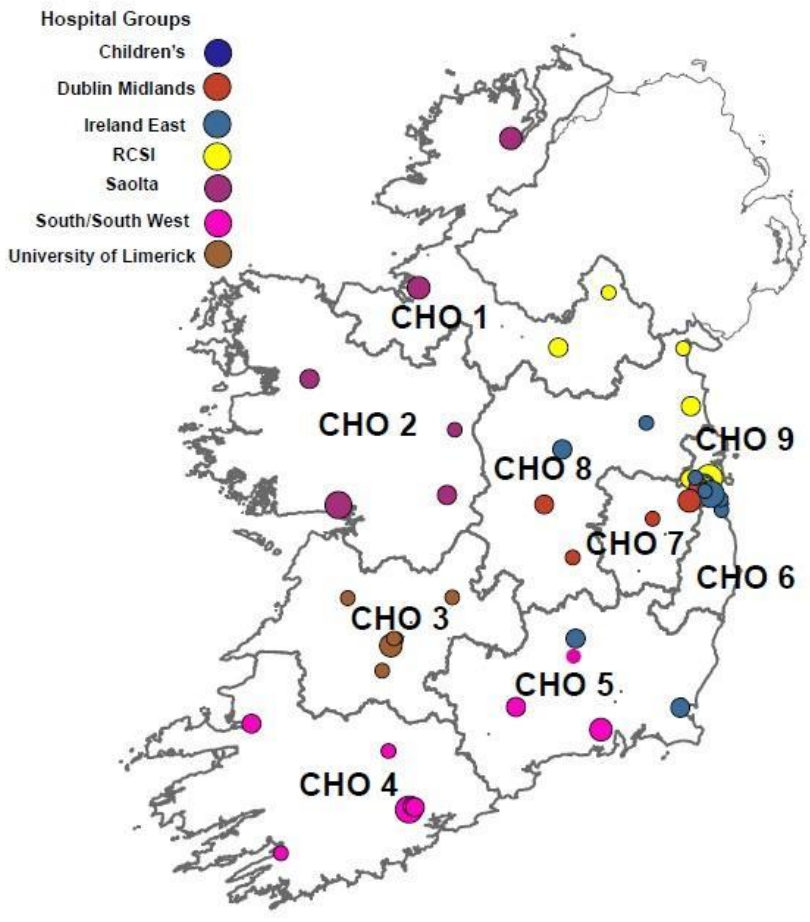 Hospital Groups
Children's
Dublin Midlands
Ireland East
RCSI
Saolta
South/South West
University of Limerick
CHO 1
CHO 2
CHO 9
CHO 8
CHO 7
CHO 6
CHO 3
CHO 5
CHO 4